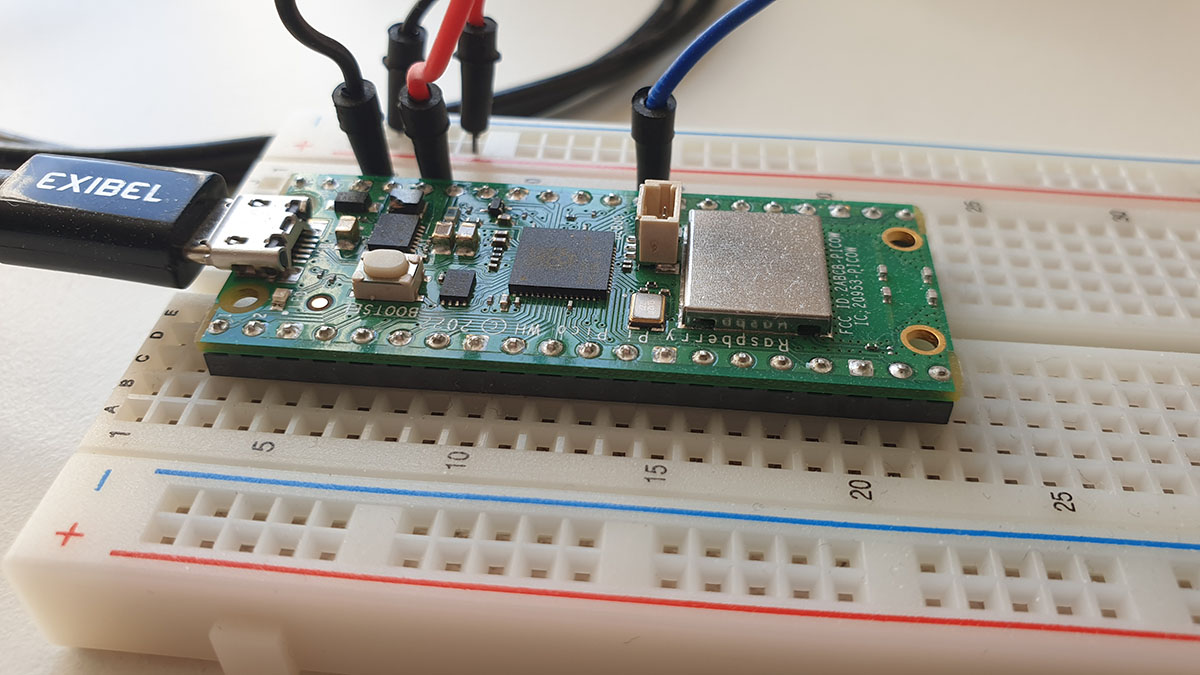 EXIBEL
BOOTSEL
Raspberry Pi Pico WH ©
FCC ID: 2ABCB-PICOW
IC: 20953-PICOW
25
30
E
D
C
B
A
1
5
10
15
20
25
−
+